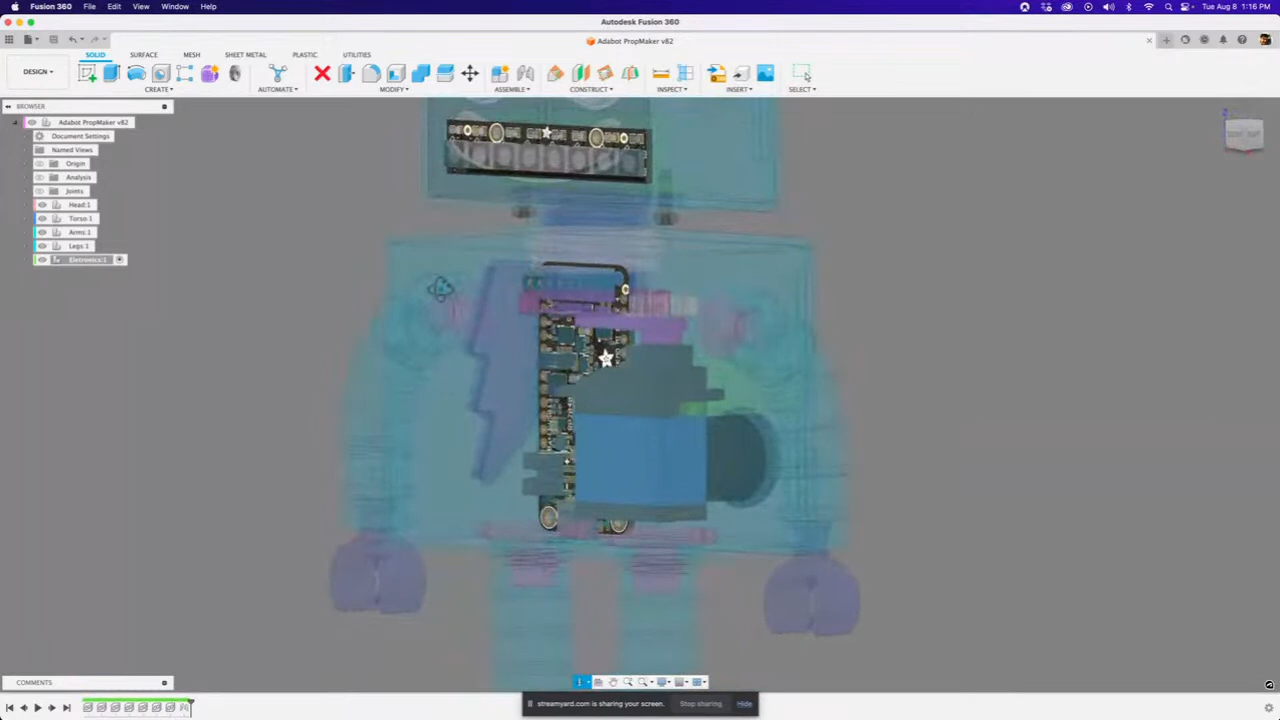 Fusion 360 File Edit View Window Help
Tue Aug 8 1:16 PM
Autodesk Fusion 360
Adabot PropMaker v82
SOLID SURFACE MESH SHEET METAL PLASTIC UTILITIES
DESIGN
CREATE AUTOMATE MODIFY ASSEMBLE CONSTRUCT INSPECT INSERT SELECT
BROWSER
Adabot PropMaker v82
Document Settings
Named Views
Origin
Analysis
Joints
Head:1
Torso:1
Arms:1
Legs:1
Eletronics:1
COMMENTS
streamyard.com is sharing your screen. Stop sharing Hide